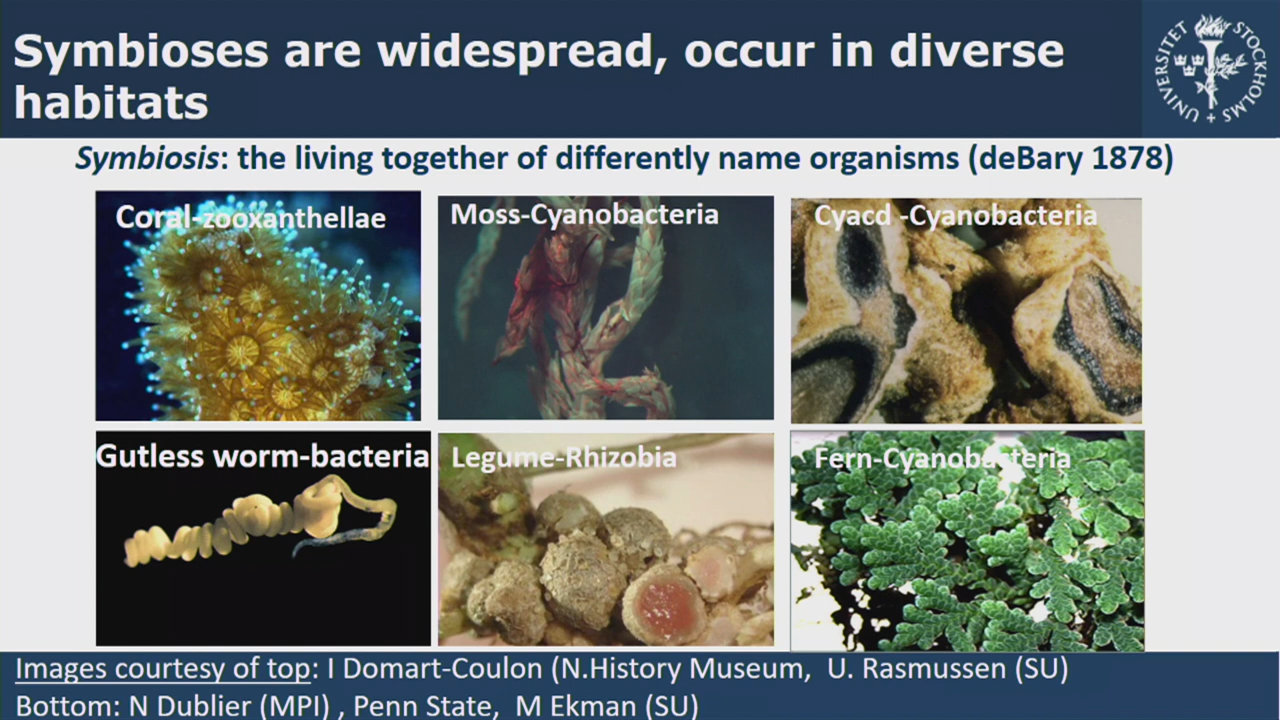 Symbioses are widespread, occur in diverse
habitats
UNIVERSITET
STOCKHOLMS
Symbiosis: the living together of differently name organisms (deBary 1878)
Coral-zooxanthellae
Moss-Cyanobacteria
Cyacd -Cyanobacteria
Gutless worm-bacteria
Legume-Rhizobia
Fern-Cyanobacteria
Images courtesy of top: I Domart-Coulon (N.History Museum, U. Rasmussen (SU)
Bottom: N Dublier (MPI) , Penn State, M Ekman (SU)